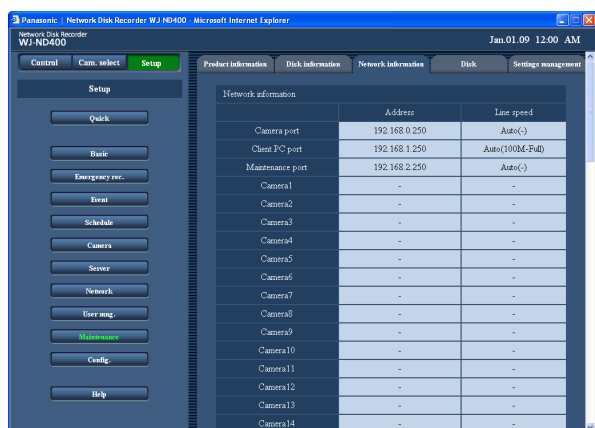 Panasonic | Network Disk Recorder WJ-ND400 - Microsoft Internet Explorer
Network Disk Recorder
WJ-ND400
Jan.01.09 12:00 AM
Control Cam. select Setup
Product information Disk information Network information Disk Settings management
Setup
Quick
Basic
Emergency rec.
Event
Schedule
Camera
Server
Network
User mng.
Maintenance
Config.
Help
Network information
Address Line speed
Camera port 192.168.0.250 Auto(-)
Client PC port 192.168.1.250 Auto(100M-Full)
Maintenance port 192.168.2.250 Auto(-)
Camera1 - -
Camera2 - -
Camera3 - -
Camera4 - -
Camera5 - -
Camera6 - -
Camera7 - -
Camera8 - -
Camera9 - -
Camera10 - -
Camera11 - -
Camera12 - -
Camera13 - -
Camera14 - -